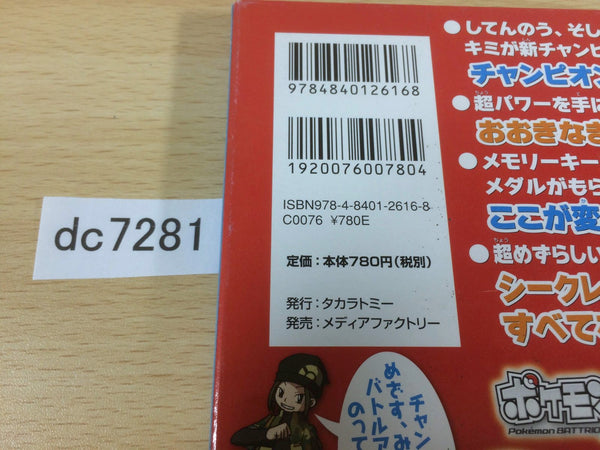 dc7281
9784840126168
1920076007804
ISBN978-4-8401-2616-8
C0076 ¥780E
定価：本体780円（税別）
発行：タカラトミー
発売：メディアファクトリー
●してんのう、そし
キミが新チャンピ
チャンピオン
●超パワーを手に
おおきなき
●メモリーキー
メダルがもら
ここが変
●超めずらしい
シークレ
すべて
ポケモン
Pokémon BATTRIO
チャン
めざす、み
バトルア
のって